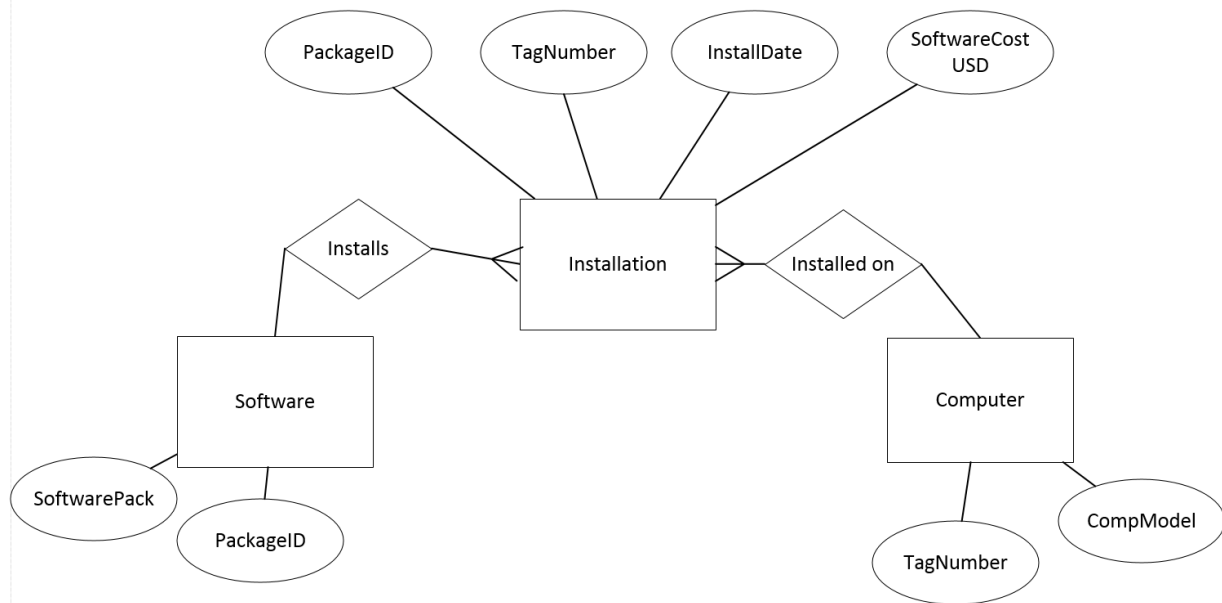 PackageID
TagNumber
InstallDate
SoftwareCost
USD
Installs
Installation
Installed on
Software
Computer
SoftwarePack
PackageID
TagNumber
CompModel